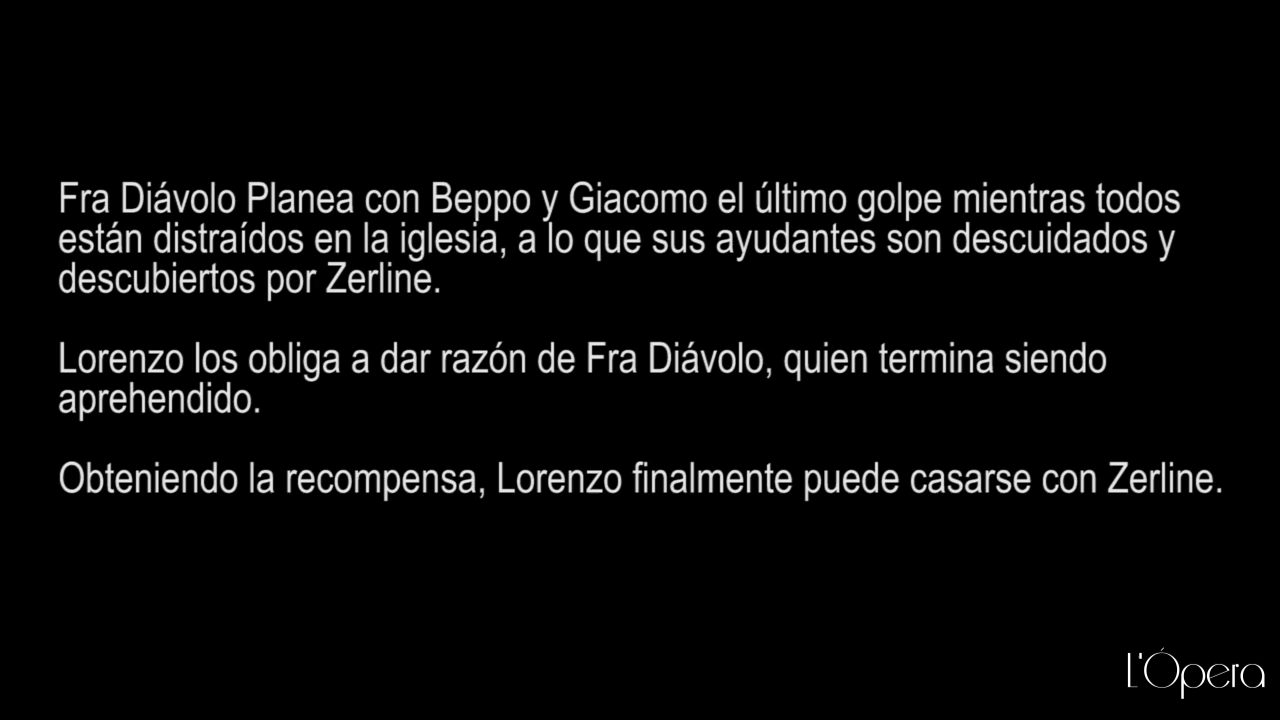 Fra Diávolo Planea con Beppo y Giacomo el último golpe mientras todos
están distraídos en la iglesia, a lo que sus ayudantes son descuidados y
descubiertos por Zerline.
Lorenzo los obliga a dar razón de Fra Diávolo, quien termina siendo
aprehendido.
Obteniendo la recompensa, Lorenzo finalmente puede casarse con Zerline.
L'Ópera